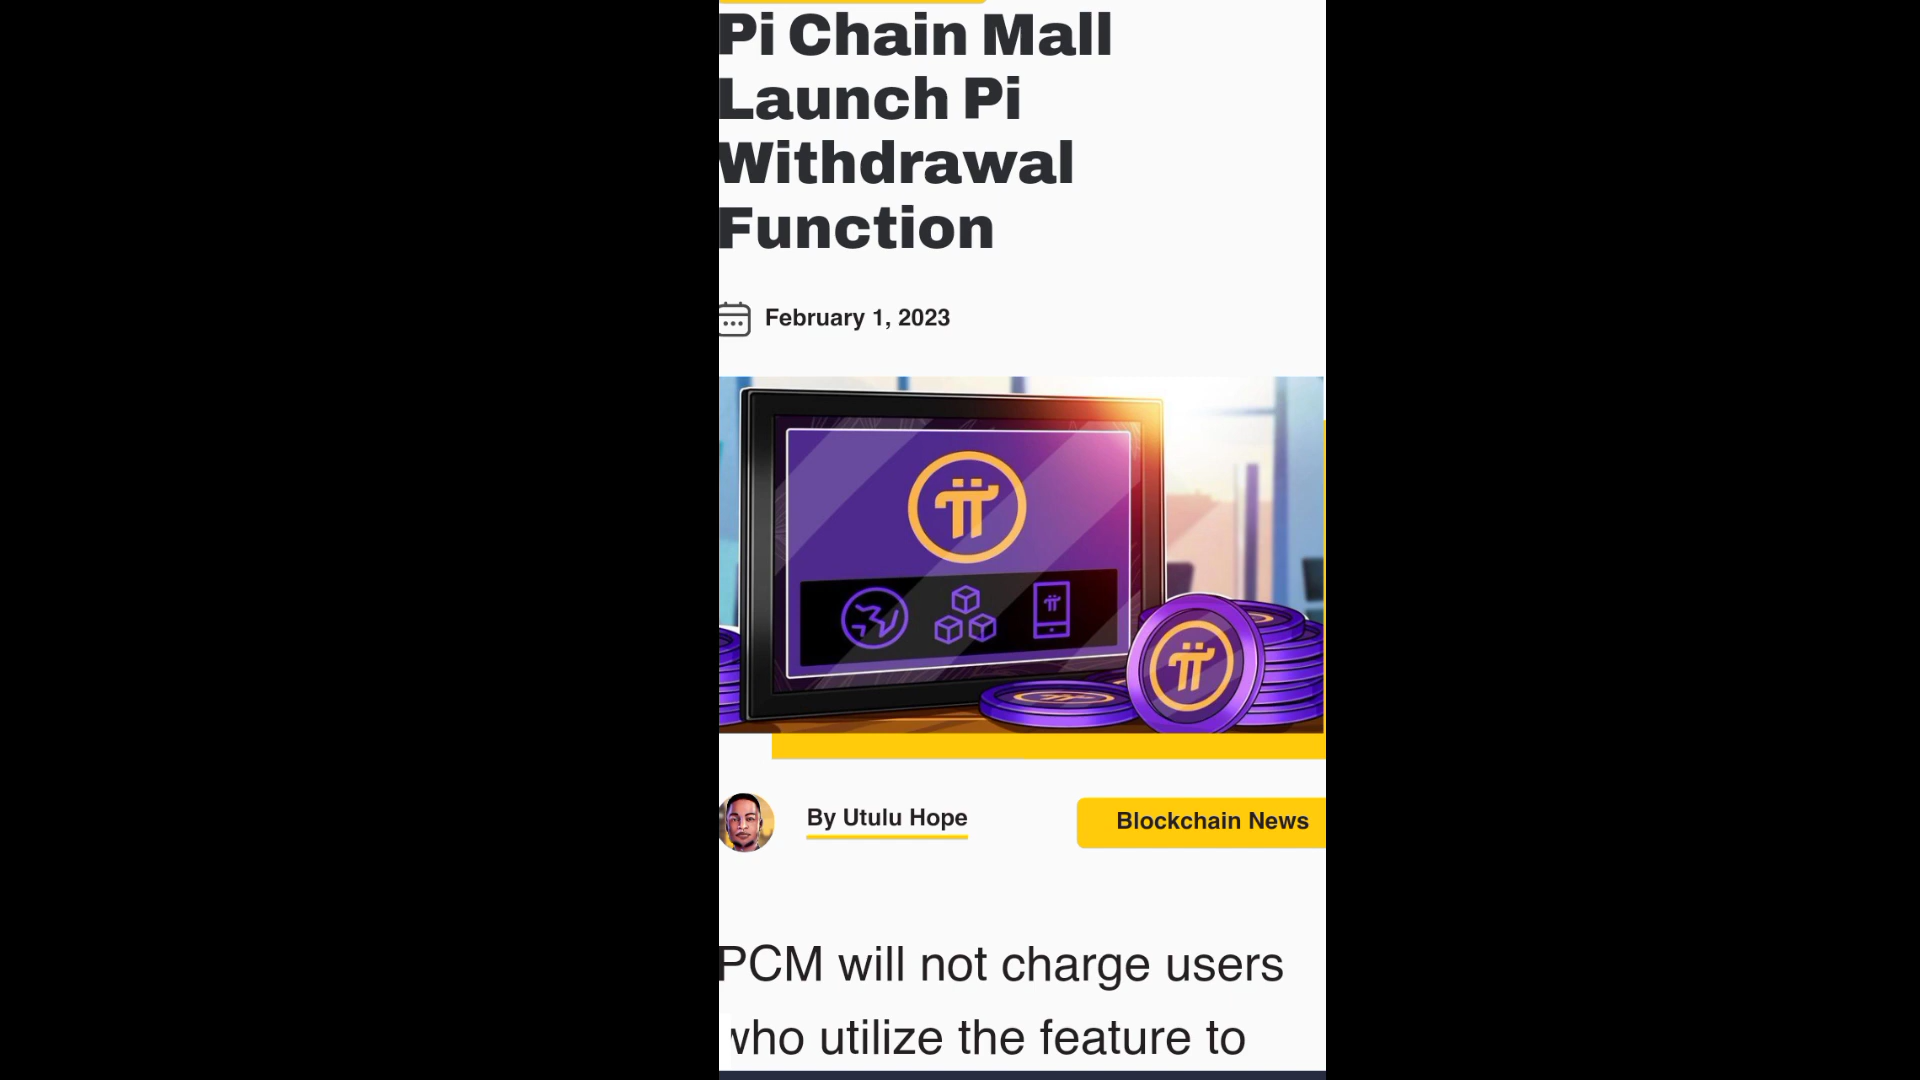 Pi Chain Mall
Launch Pi
Withdrawal
Function
February 1, 2023
By Utulu Hope
Blockchain News
PCM will not charge users
who utilize the feature to